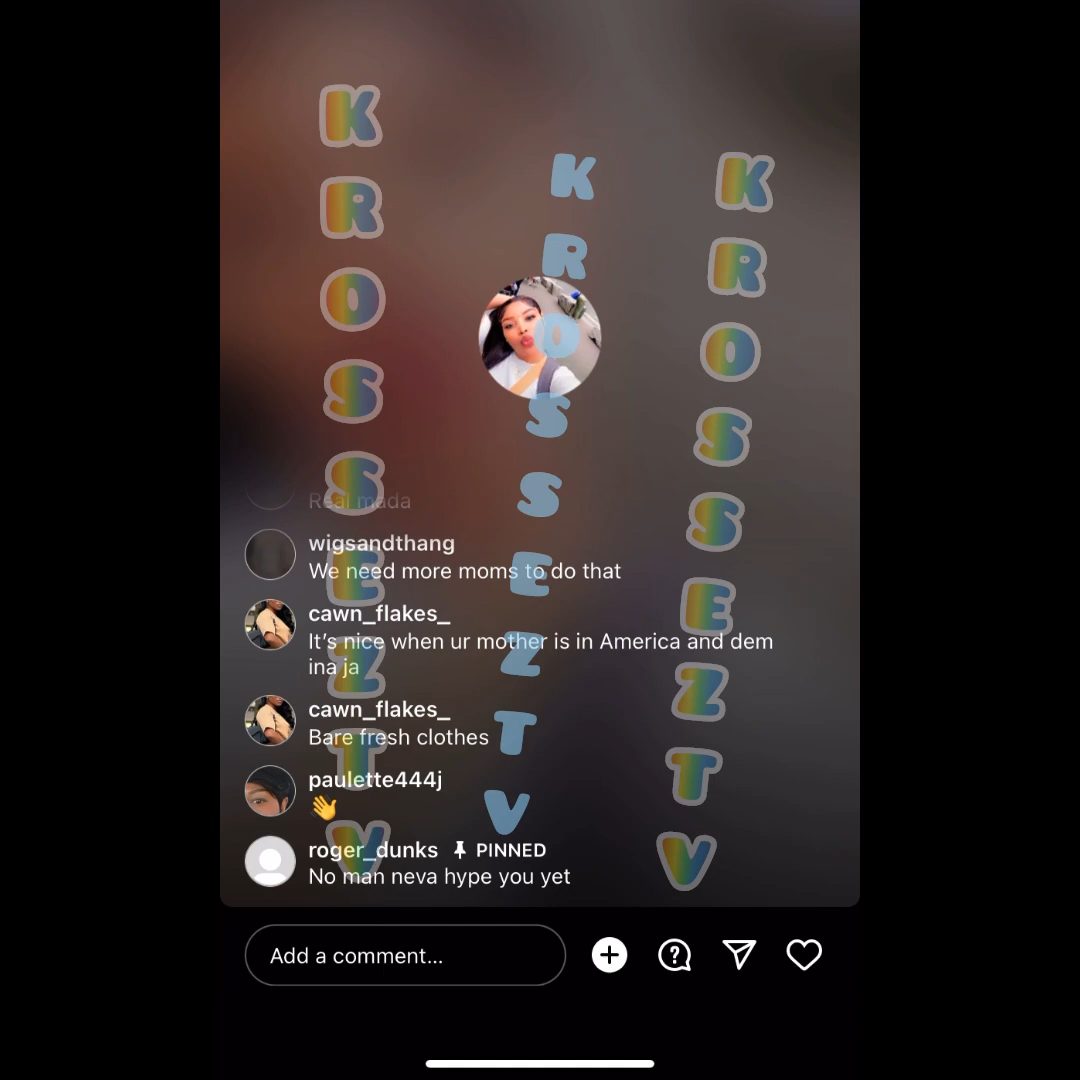 KROSSEZTV
KROSSEZTV
KROSSEZTV
Real mada
wigsandthang
We need more moms to do that
cawn_flakes_
It’s nice when ur mother is in America and dem
ina ja
cawn_flakes_
Bare fresh clothes
paulette444j
👋
roger_dunks PINNED
No man neva hype you yet
Add a comment...